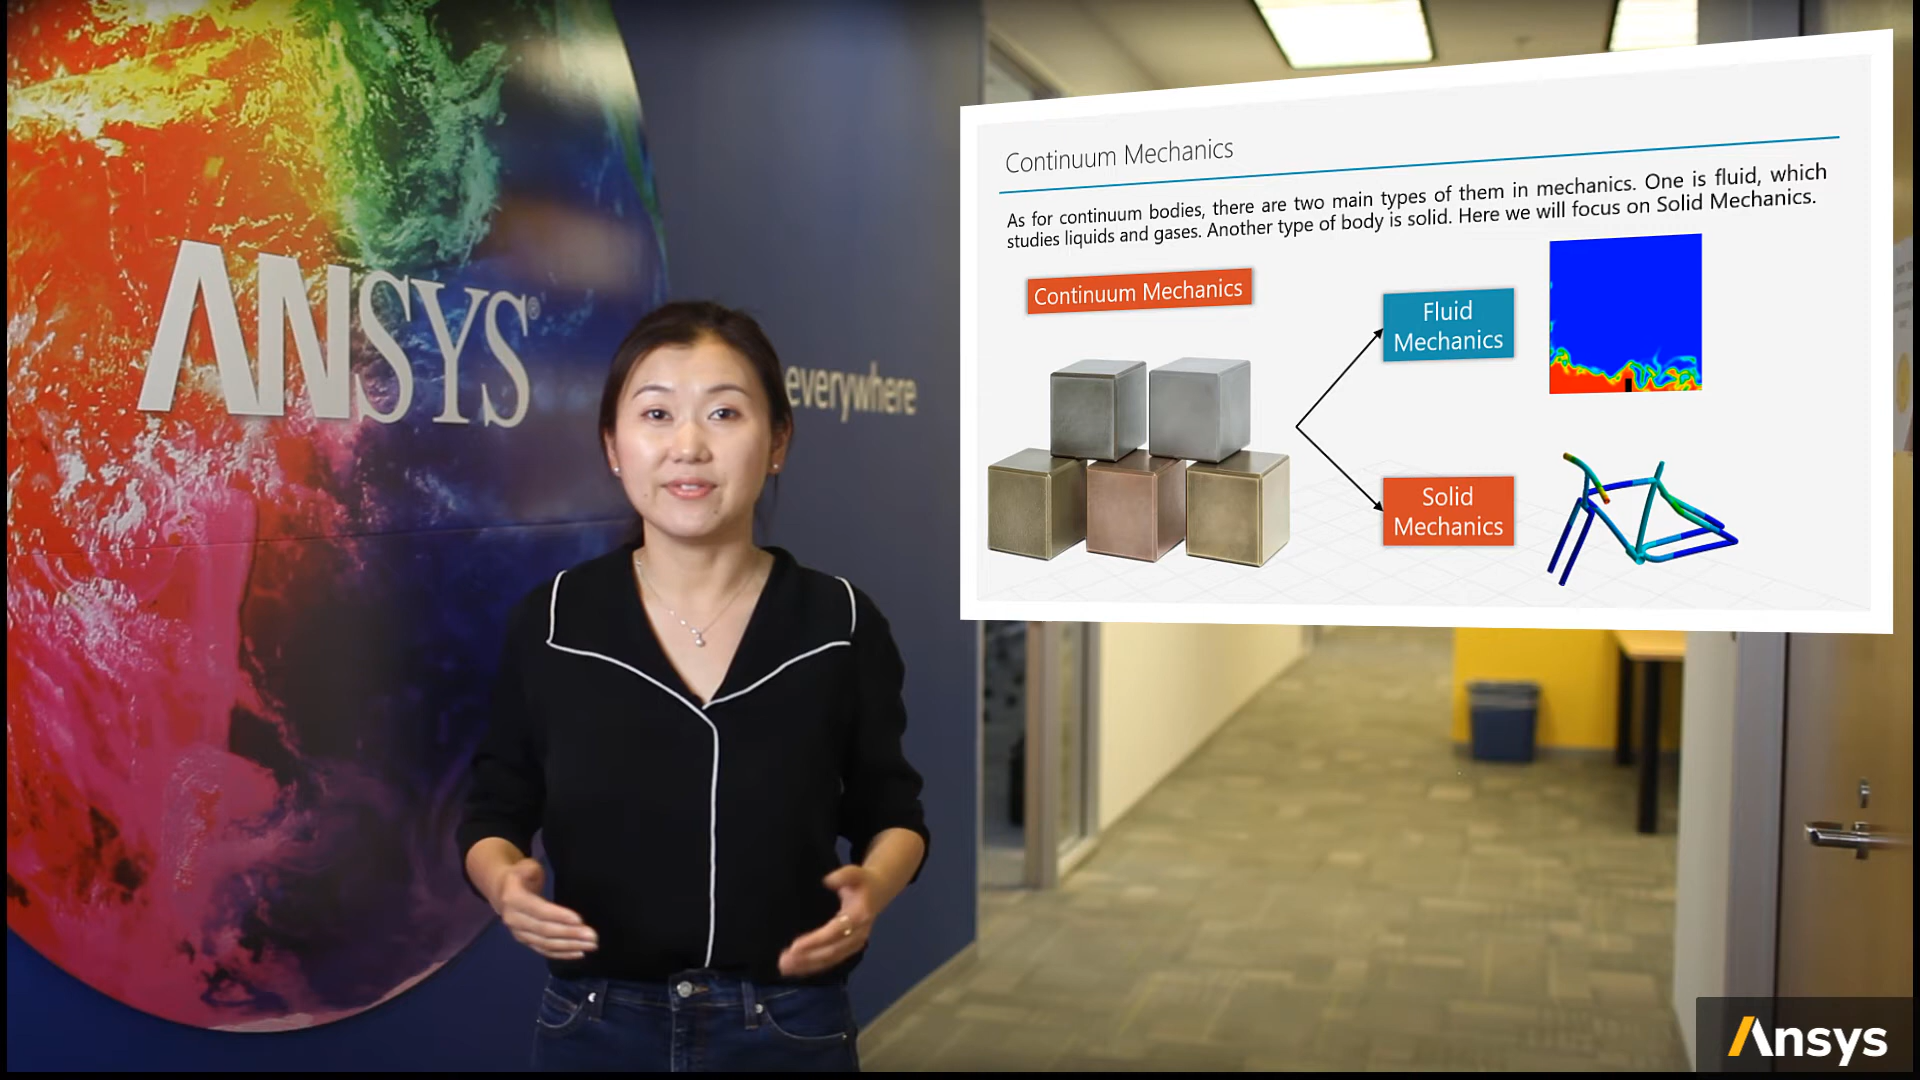 ANSYS®
everywhere
Continuum Mechanics
As for continuum bodies, there are two main types of them in mechanics. One is fluid, which
studies liquids and gases. Another type of body is solid. Here we will focus on Solid Mechanics.
Continuum Mechanics
Fluid
Mechanics
Solid
Mechanics
Ansys